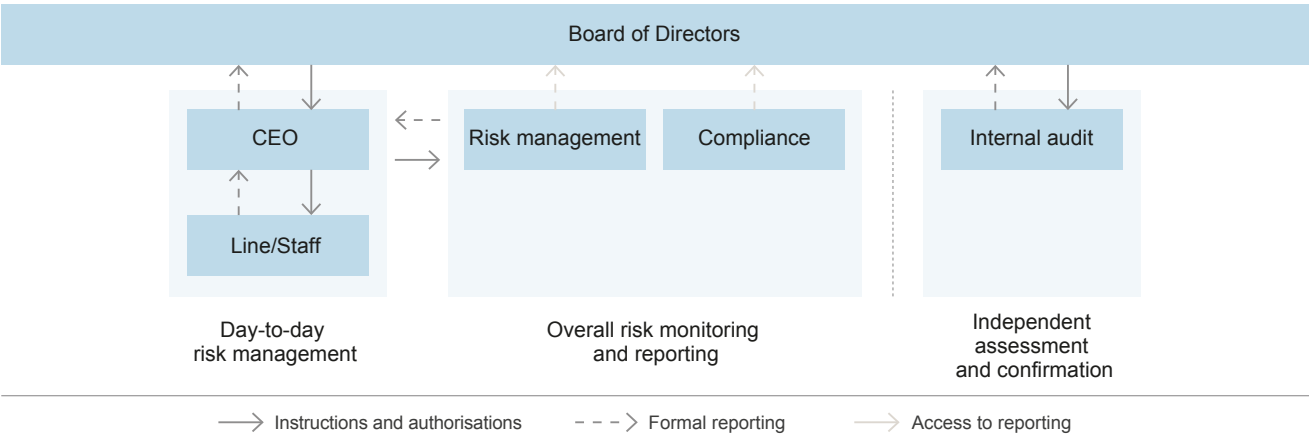 Board of Directors
CEO
Risk management
Compliance
Internal audit
Line/Staff
Day-to-day
risk management
Overall risk monitoring
and reporting
Independent
assessment
and confirmation
Instructions and authorisations
Formal reporting
Access to reporting